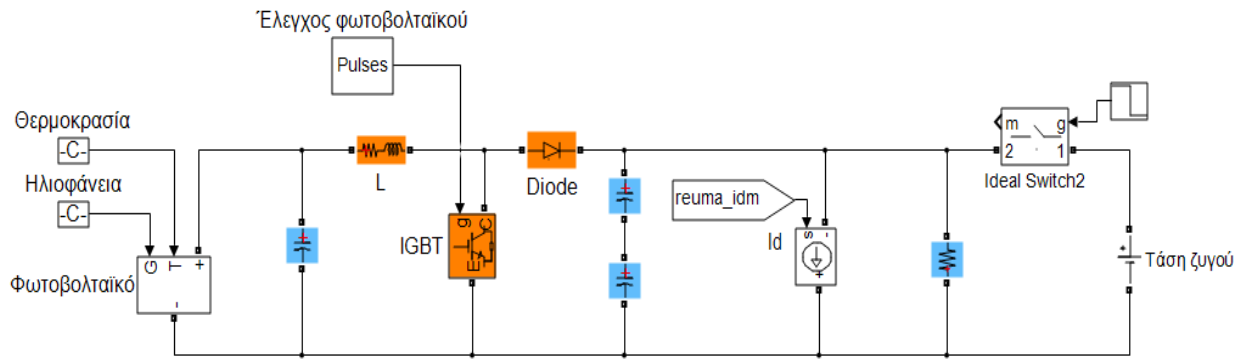 Έλεγχος φωτοβολταϊκού
Pulses
Θερμοκρασία
-C-
Ηλιοφάνεια
-C-
G
T
+
-
Φωτοβολταϊκό
L
g
C
E
IGBT
Diode
reuma_idm
s
-
+
Id
m
g
2
1
Ideal Switch2
Τάση ζυγού